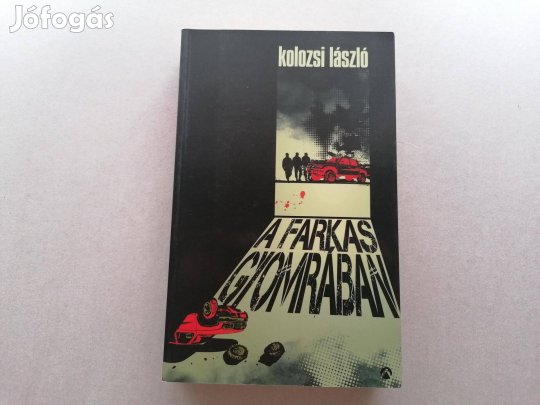 Jófogás
kolozsi lászló
A FARKAS
GYOMRÁBAN